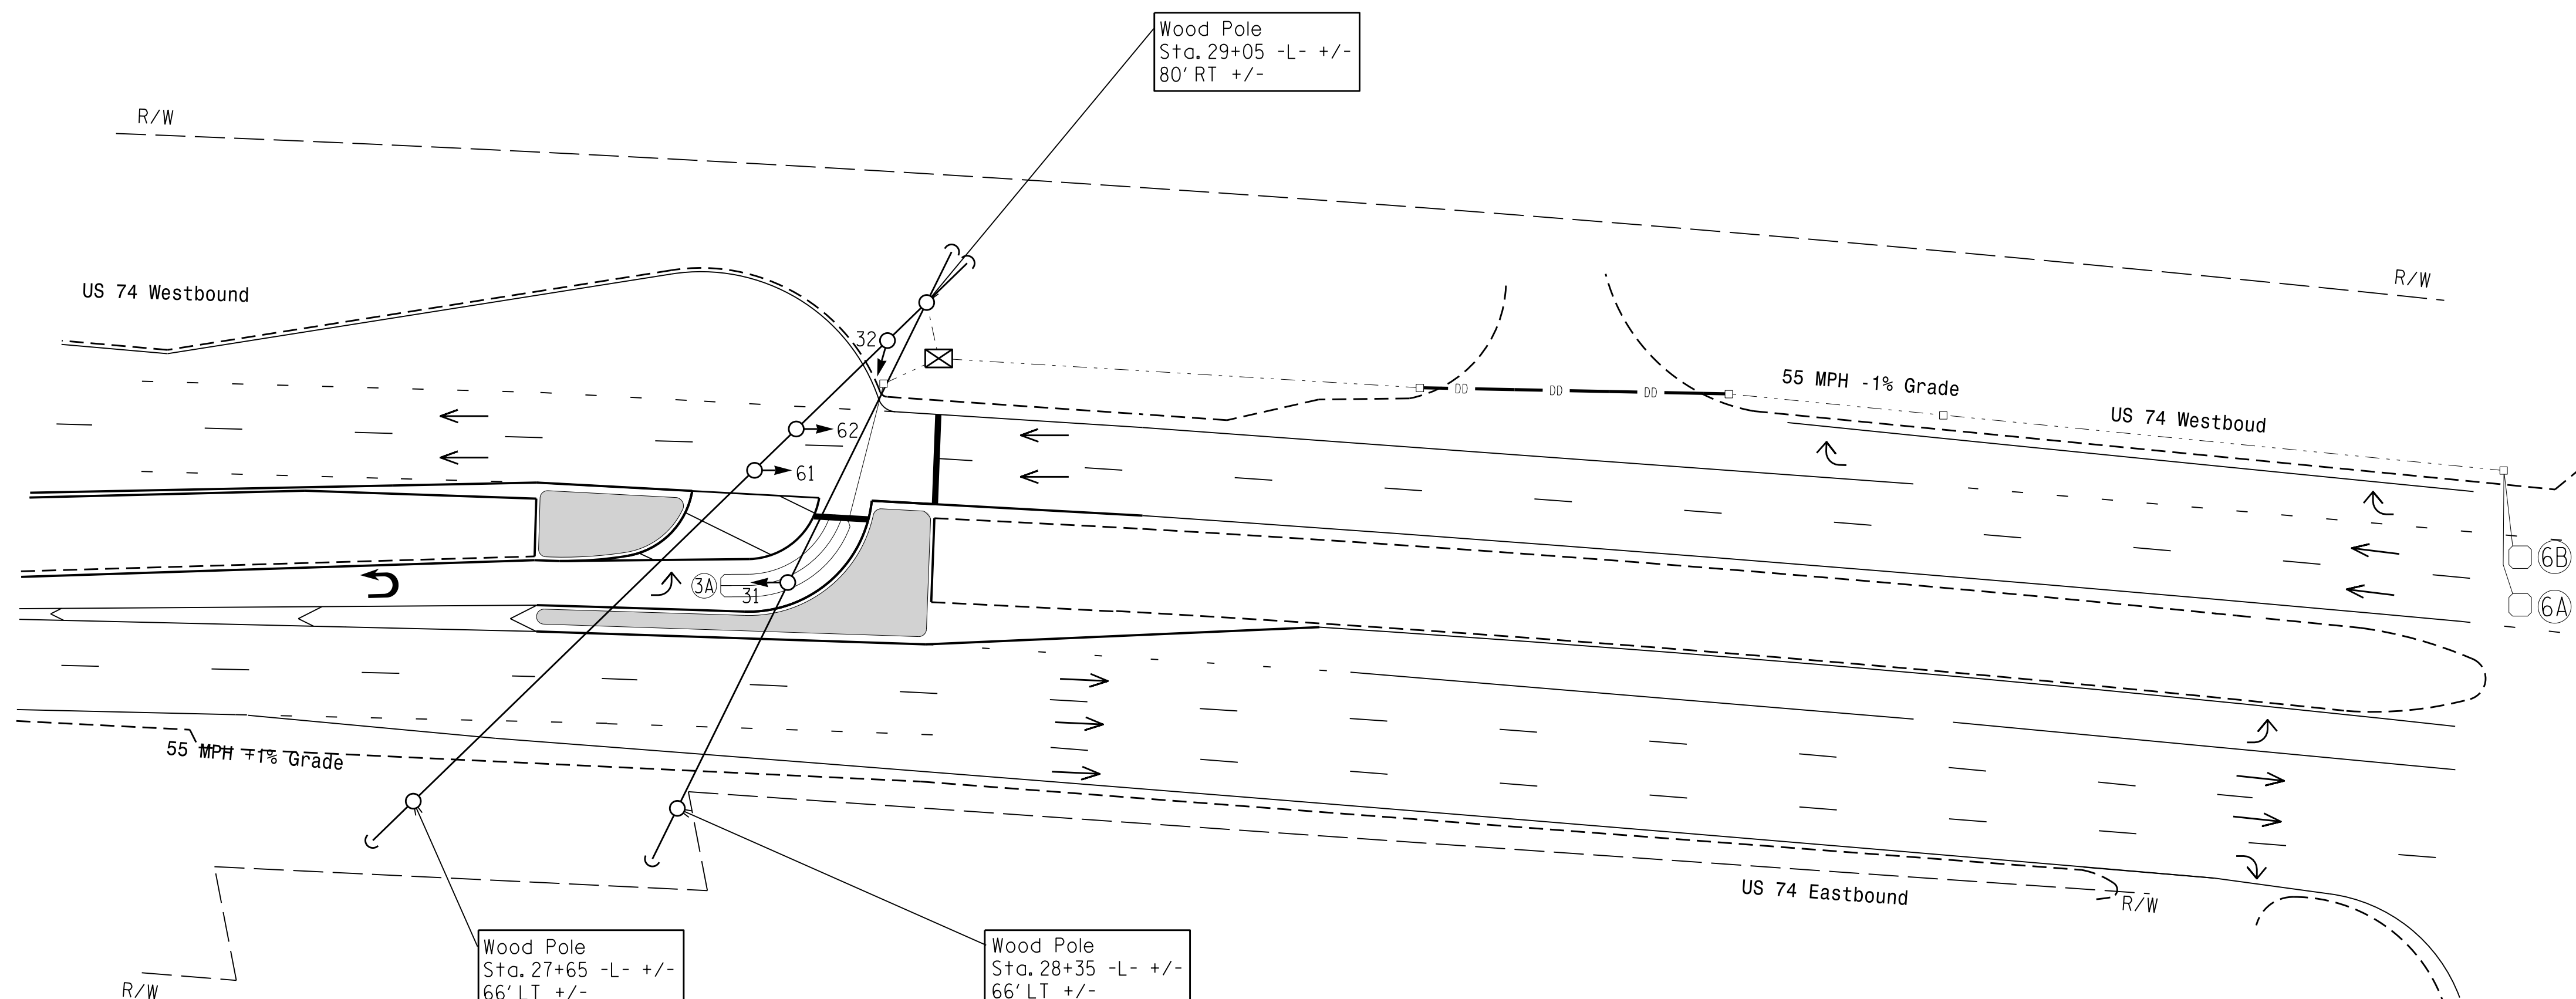 Wood Pole
Sta. 29+05 -L- +/-
80' RT +/-
R/W
R/W
US 74 Westbound
32
62
61
DD DD DD
55 MPH -1% Grade
US 74 Westboud
6B
6A
3A
31
55 MPH +1% Grade
US 74 Eastbound
R/W
Wood Pole
Sta. 27+65 -L- +/-
66' LT +/-
Wood Pole
Sta. 28+35 -L- +/-
66' LT +/-
R/W